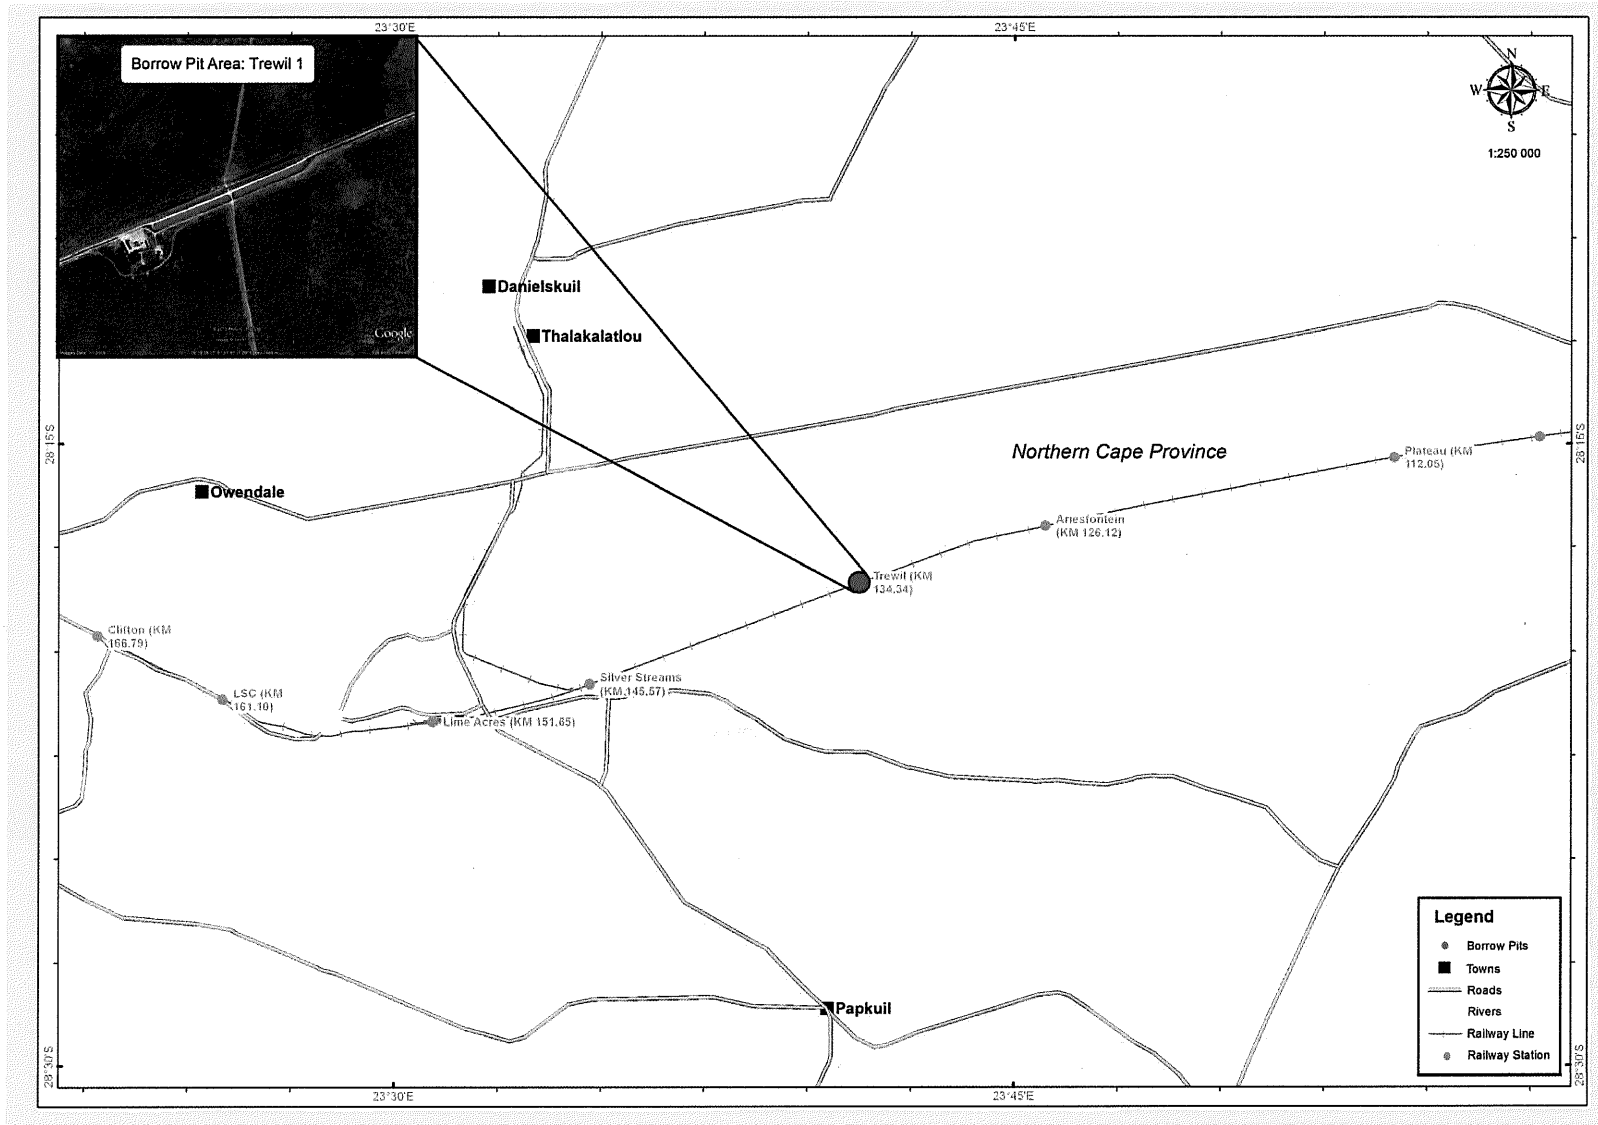 23°30'E
23°45'E
Borrow Pit Area: Trewil 1
N
W
E
S
1:250 000
Danielskuil
Thalakalatlou
Google
28°15'S
28°15'S
Northern Cape Province
Plateau (KM
112.05)
Owendale
Ariesfontein
(KM 126.12)
Trewil (KM
134.34)
Clifton (KM
166.79)
Silver Streams
(KM 145.57)
LSC (KM
161.10)
Lime Acres (KM 151.65)
Legend
Borrow Pits
Towns
Roads
Rivers
Railway Line
Railway Station
Papkuil
28°30'S
28°30'S
23°30'E
23°45'E